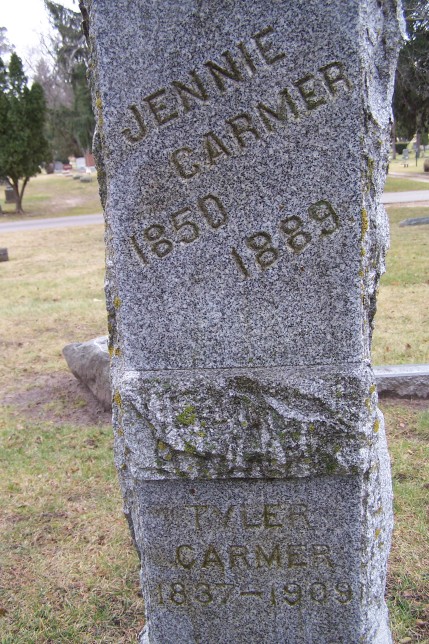 JENNIE
CARMER
1850
1889
TYLER
CARMER
1837-1909